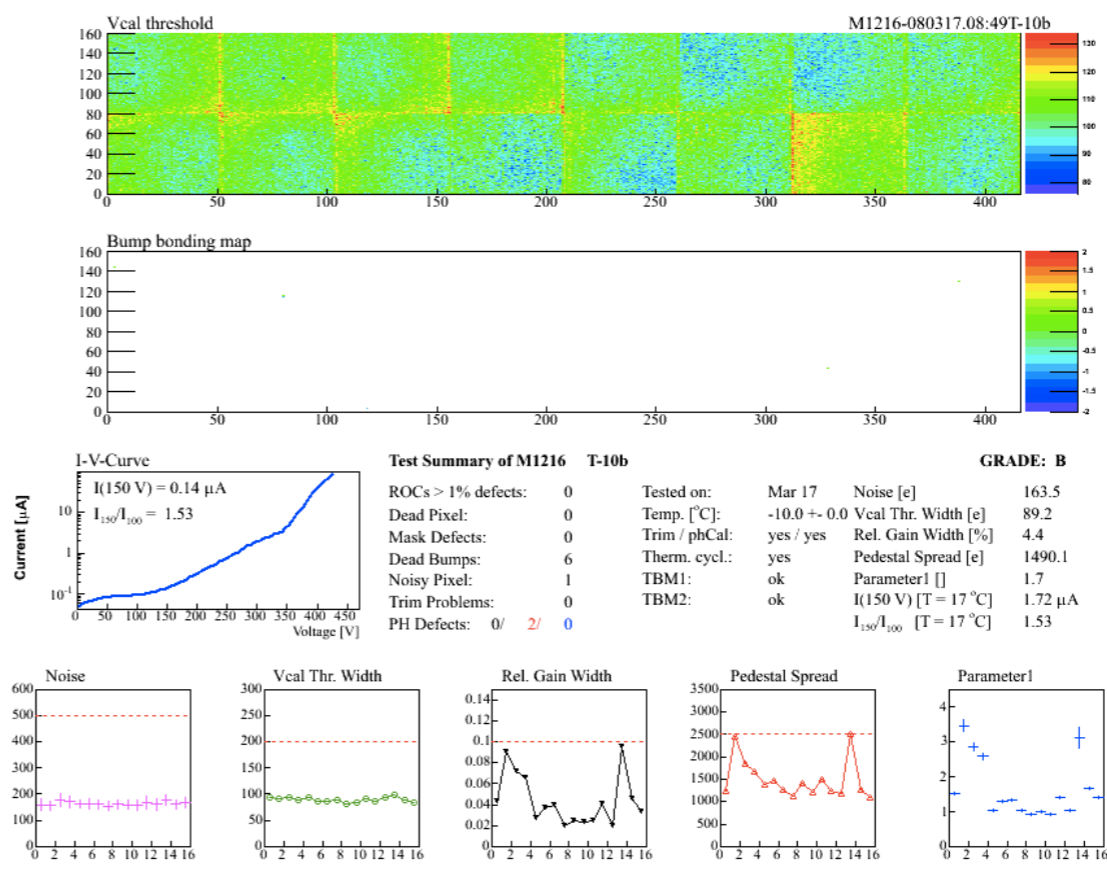 Vcal threshold M1216-080317.08:49T-10b
160
140
120
100
80
60
40
20
0
0 50 100 150 200 250 300 350 400
130
120
110
100
90
80
Bump bonding map
160
140
120
100
80
60
40
20
0
0 50 100 150 200 250 300 350 400
2
1.5
1
0.5
0
-0.5
-1
-1.5
-2
I-V-Curve
I(150 V) = 0.14 μA
I150/I100 = 1.53
Current [μA]
10
1
10-1
0 50 100 150 200 250 300 350 400 450
Voltage [V]
Test Summary of M1216 T-10b GRADE: B
ROCs > 1% defects: 0 Tested on: Mar 17 Noise [e] 163.5
Dead Pixel: 0 Temp. [°C]: -10.0 +- 0.0 Vcal Thr. Width [e] 89.2
Mask Defects: 0 Trim / phCal: yes / yes Rel. Gain Width [%] 4.4
Dead Bumps: 6 Therm. cycl.: yes Pedestal Spread [e] 1490.1
Noisy Pixel: 1 TBM1: ok Parameter1 [] 1.7
Trim Problems: 0 TBM2: ok I(150 V) [T = 17 °C] 1.72 μA
PH Defects: 0/ 2/ 0 I150/I100 [T = 17 °C] 1.53
Noise
600
500
400
300
200
100
0
0 2 4 6 8 10 12 14 16
Vcal Thr. Width
300
250
200
150
100
50
0
0 2 4 6 8 10 12 14 16
Rel. Gain Width
0.14
0.12
0.1
0.08
0.06
0.04
0.02
0 2 4 6 8 10 12 14 16
Pedestal Spread
3500
3000
2500
2000
1500
1000
500
0
0 2 4 6 8 10 12 14 16
Parameter1
4
3
2
1
0
0 2 4 6 8 10 12 14 16